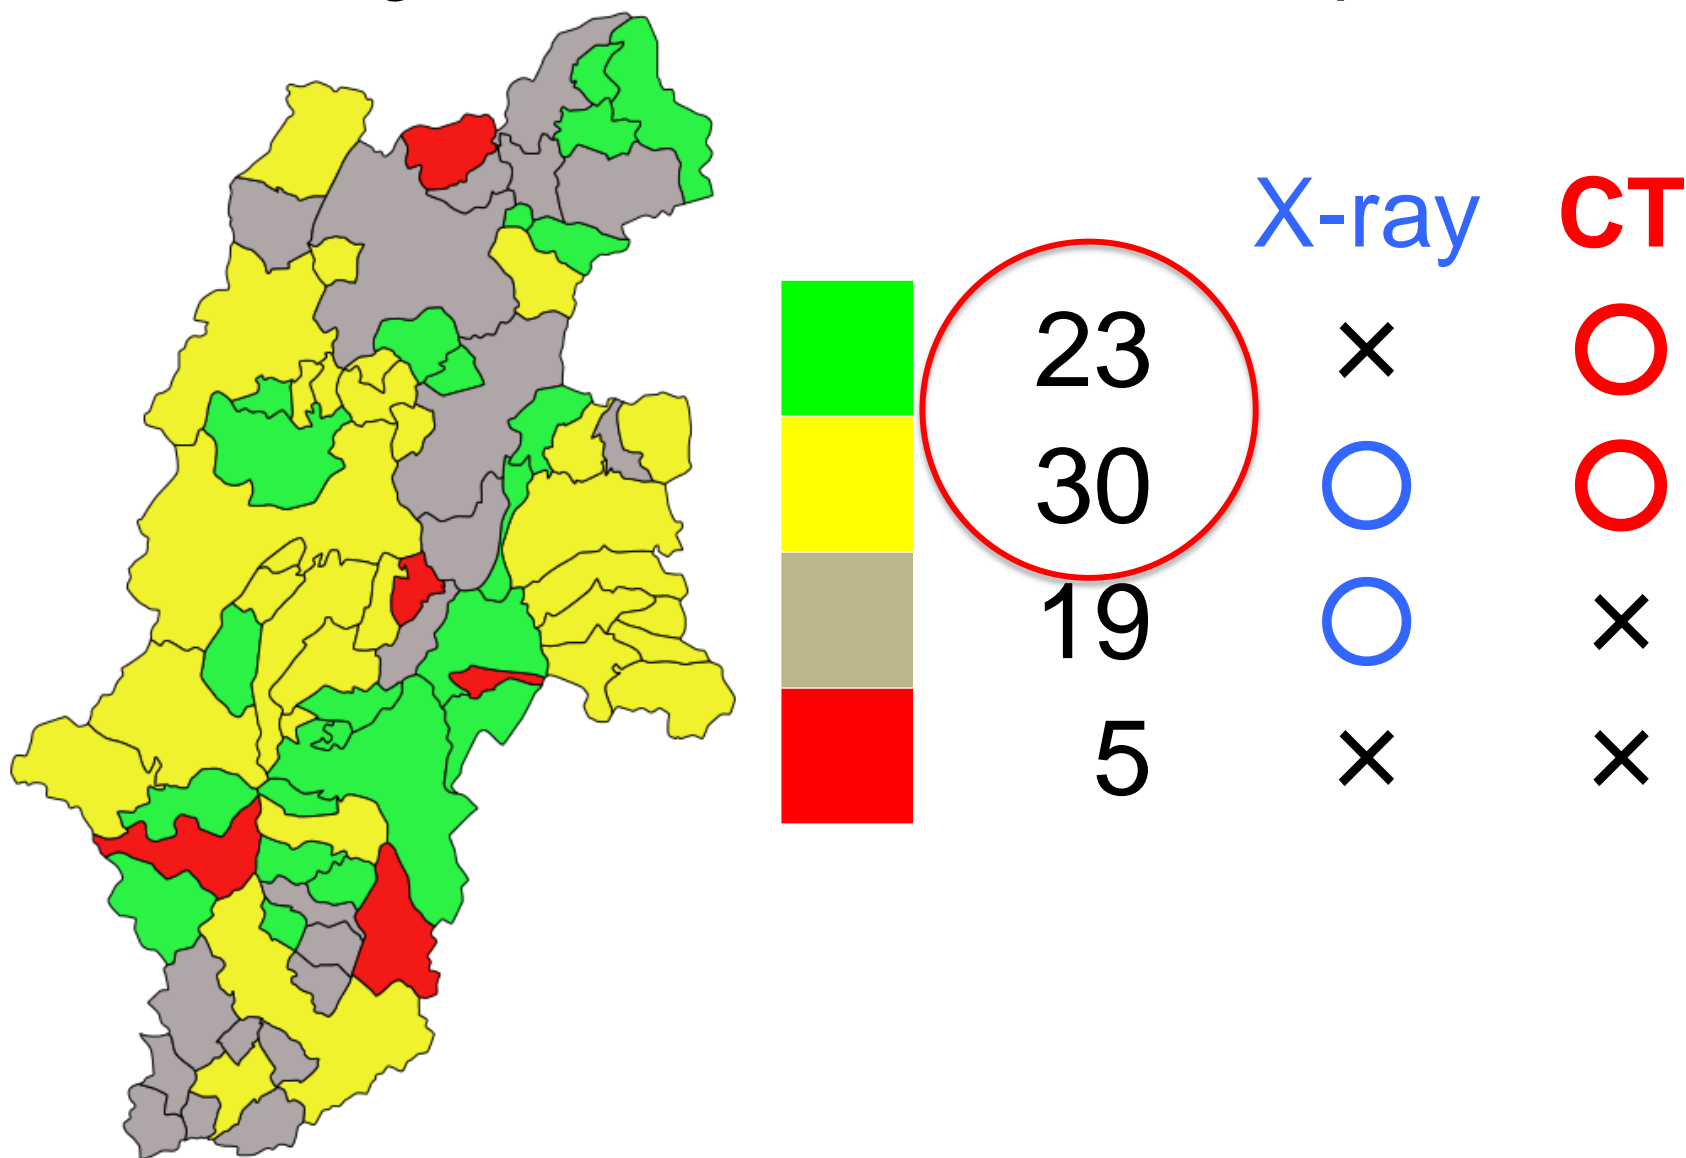 X-ray CT
23 × ○
30 ○ ○
19 ○ ×
5 × ×